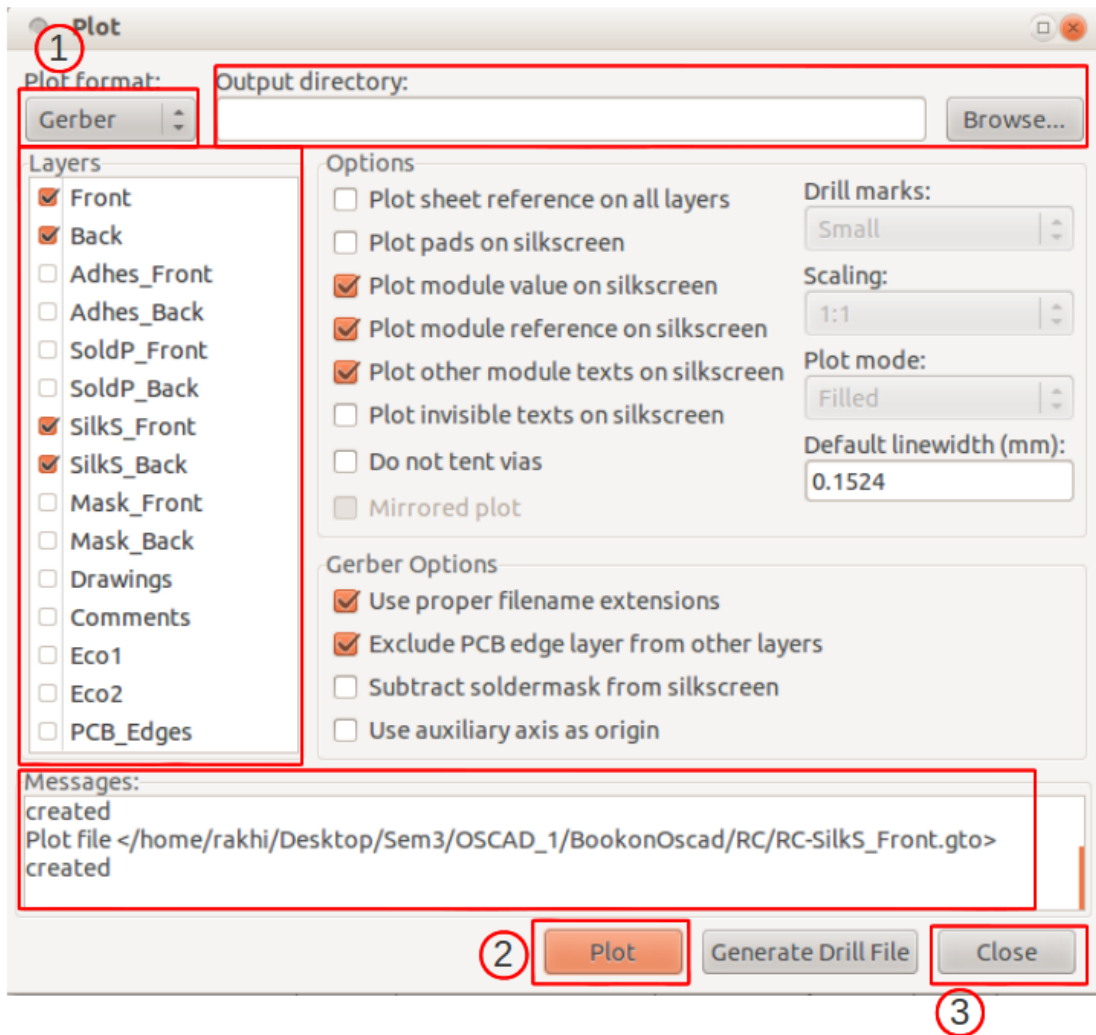 Plot
1
Plot format:
Output directory:
Gerber
Browse...
Layers
Front
Back
Adhes_Front
Adhes_Back
SoldP_Front
SoldP_Back
SilkS_Front
SilkS_Back
Mask_Front
Mask_Back
Drawings
Comments
Eco1
Eco2
PCB_Edges
Options
Plot sheet reference on all layers
Plot pads on silkscreen
Plot module value on silkscreen
Plot module reference on silkscreen
Plot other module texts on silkscreen
Plot invisible texts on silkscreen
Do not tent vias
Mirrored plot
Drill marks:
Small
Scaling:
1:1
Plot mode:
Filled
Default linewidth (mm):
0.1524
Gerber Options
Use proper filename extensions
Exclude PCB edge layer from other layers
Subtract soldermask from silkscreen
Use auxiliary axis as origin
Messages:
created
Plot file </home/rakhi/Desktop/Sem3/OSCAD_1/BookonOscad/RC/RC-SilkS_Front.gto>
created
2
Plot
Generate Drill File
Close
3